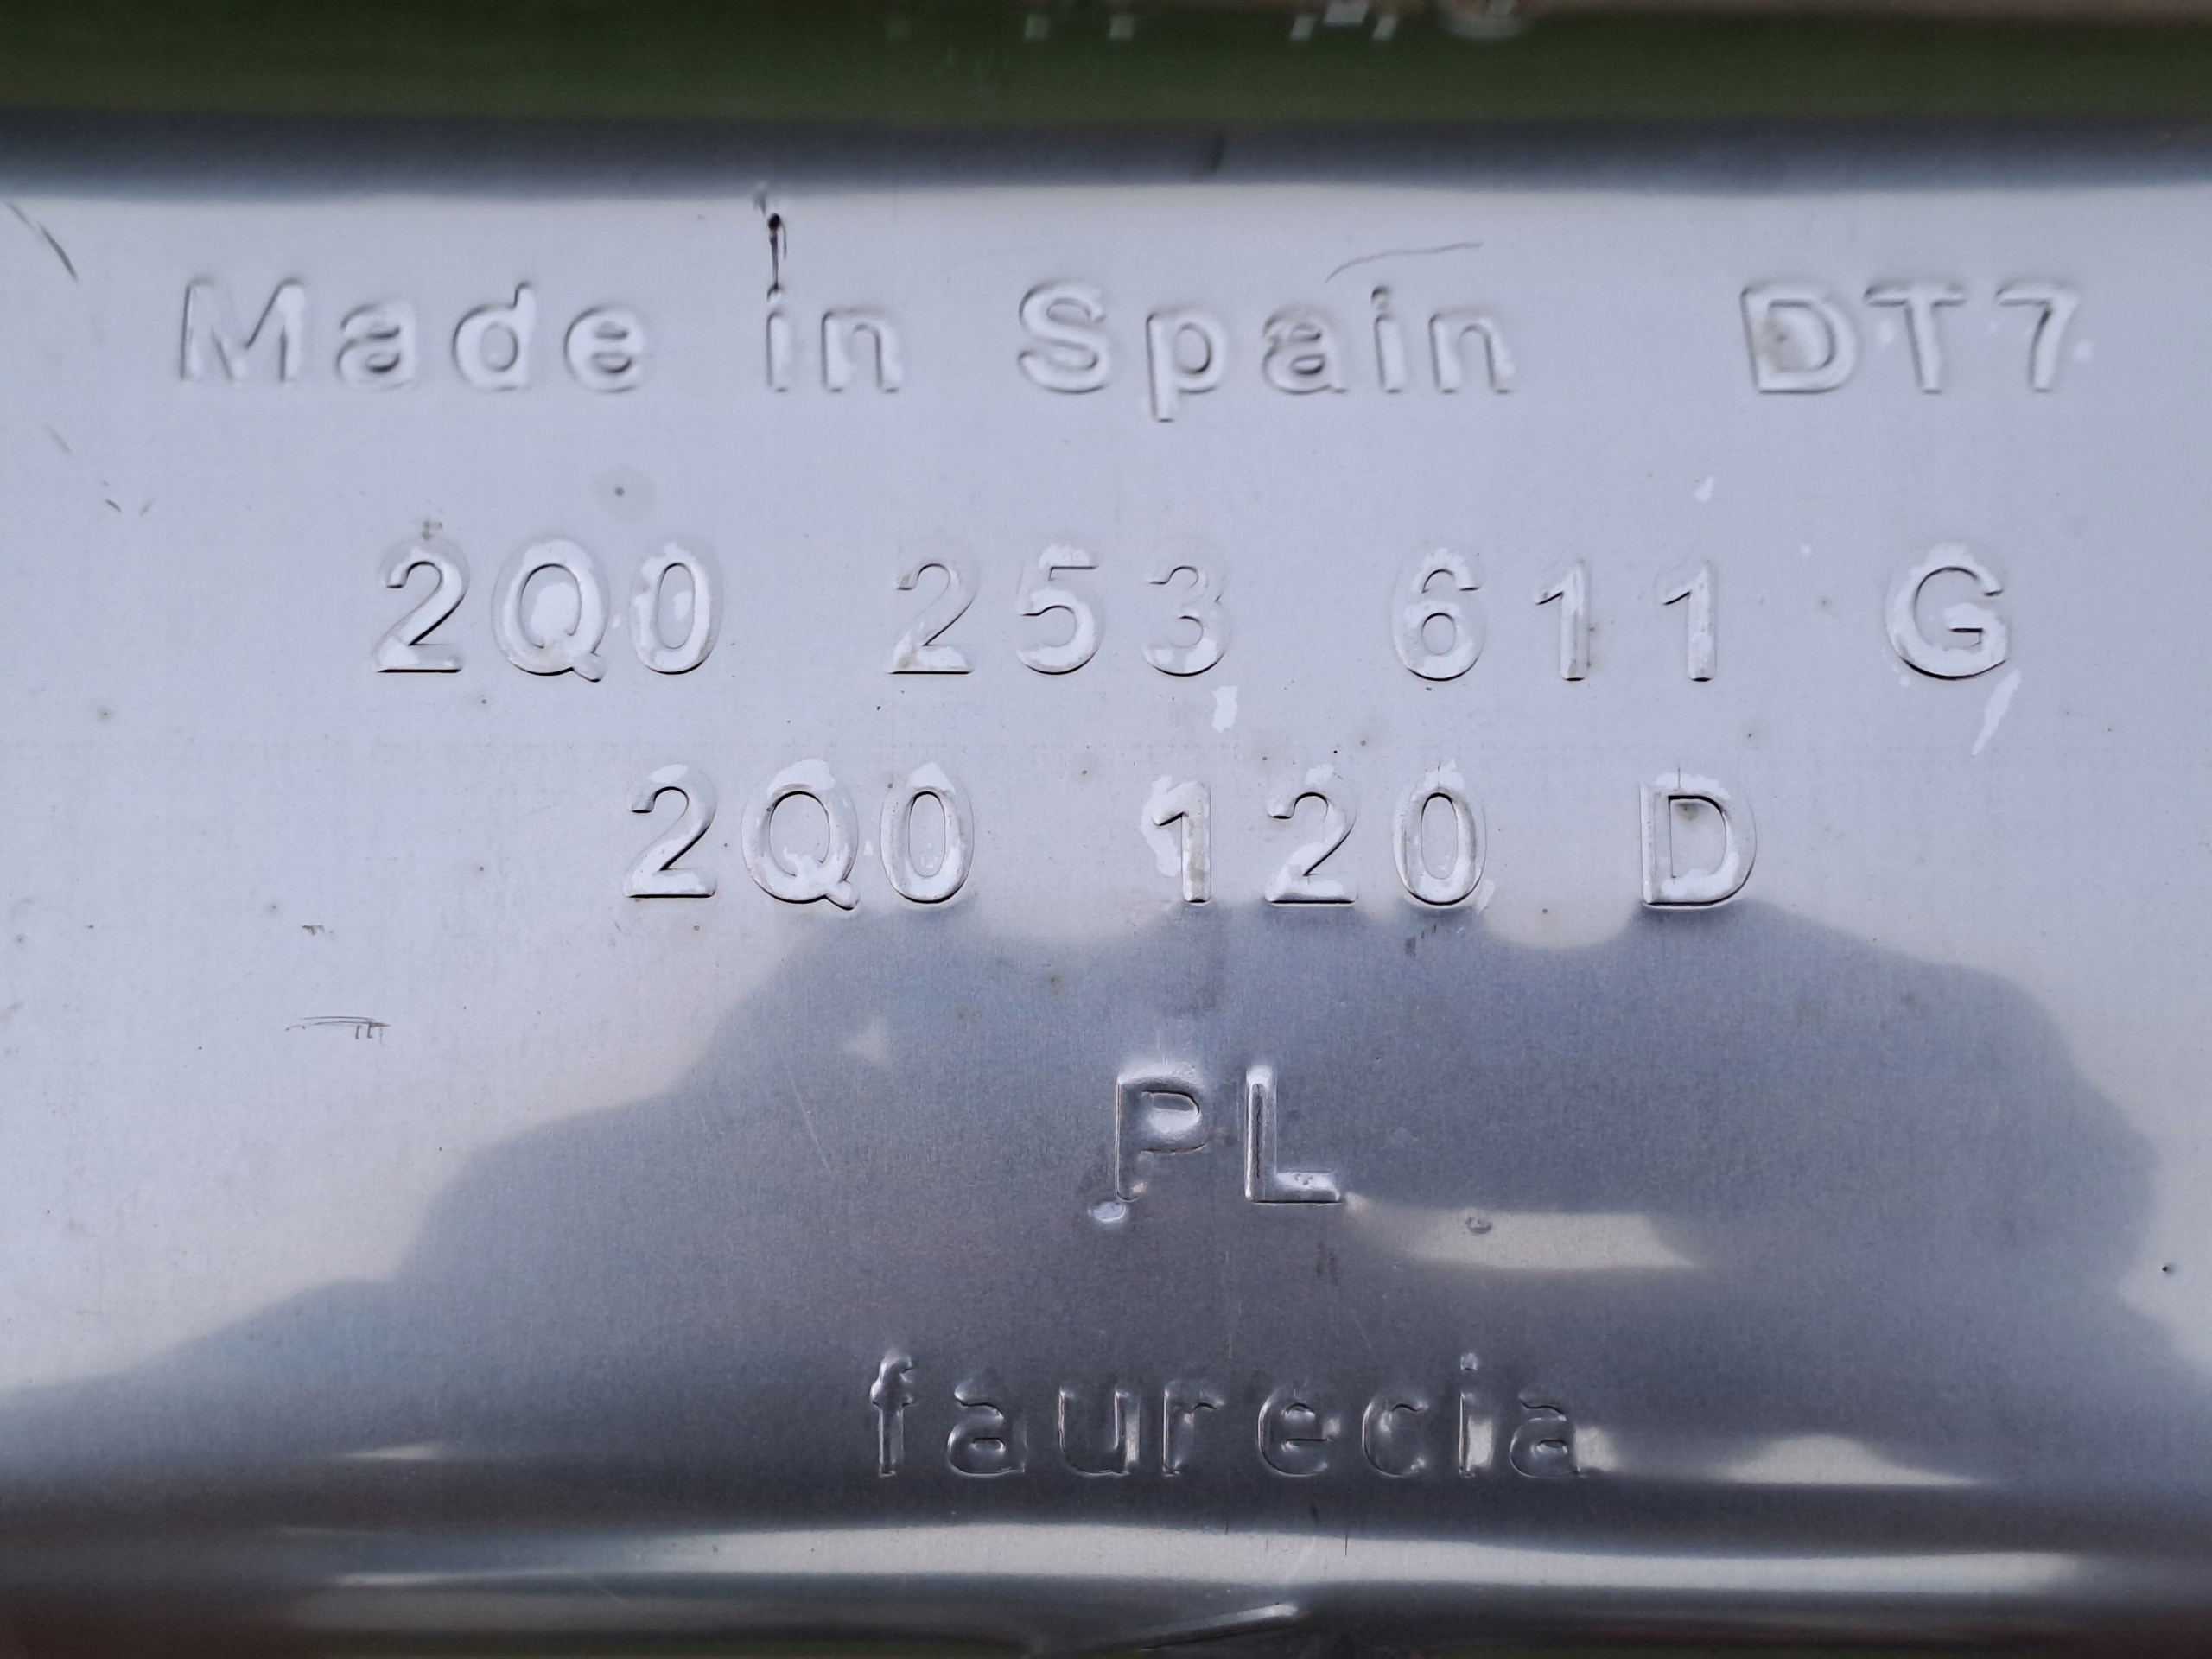 Made in Spain DT7
2Q0 253 611 G
2Q0 120 D
PL
faurecia